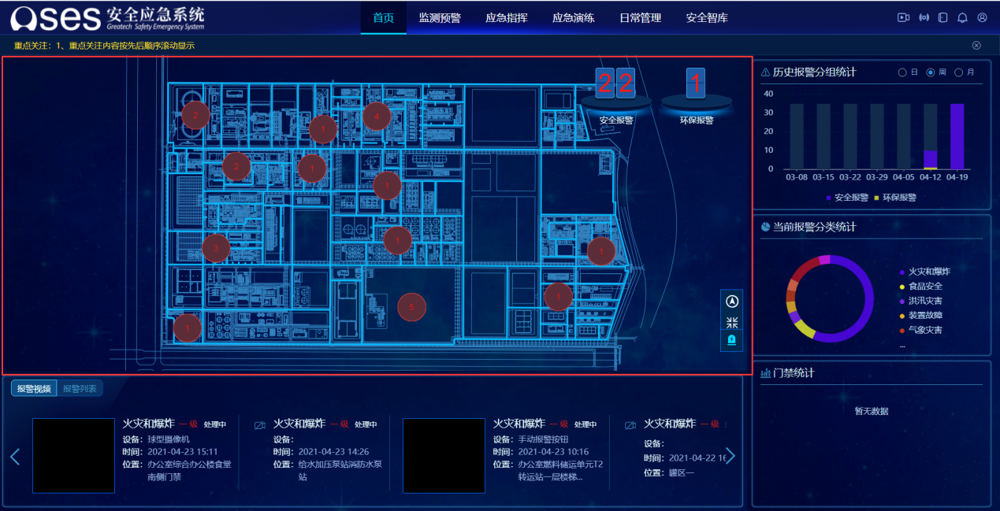 OSES 安全应急系统
Greatech Safety Emergency System
首页 监测预警 应急指挥 应急演练 日常管理 安全智库
重点关注：1、重点关注内容按先后顺序滚动显示
22 1
安全报警 环保报警
2
1
4
2
1
1
3
1
1
1
5
1
历史报警分组统计 日 周 月
40
30
20
10
0
03-08 03-15 03-22 03-29 04-05 04-12 04-19
安全报警 环保报警
当前报警分类统计
火灾和爆炸
食品安全
洪汛灾害
装置故障
气象灾害
...
门禁统计
暂无数据
报警视频 报警列表
火灾和爆炸 一级 处理中
设备： 球型摄像机
时间： 2021-04-23 15:11
位置： 办公室综合办公楼食堂
南侧门禁
火灾和爆炸 一级 处理中
设备：
时间： 2021-04-23 14:26
位置： 给水加压泵站消防水泵
站
火灾和爆炸 一级 处理中
设备： 手动报警按钮
时间： 2021-04-23 10:16
位置： 办公室燃料储运单元T2
转运站一层楼梯...
火灾和爆炸 一级
设备：
时间： 2021-04-22 16
位置： 罐区一